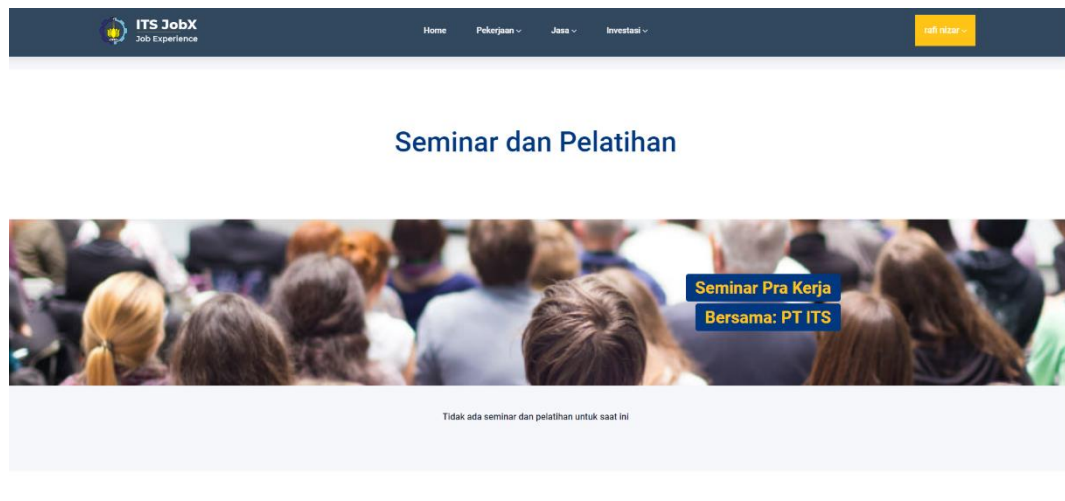 ITS JobX
Job Experience
Home Pekerjaan Jasa Investasi
rafi nizar
Seminar dan Pelatihan
Seminar Pra Kerja
Bersama: PT ITS
Tidak ada seminar dan pelatihan untuk saat ini